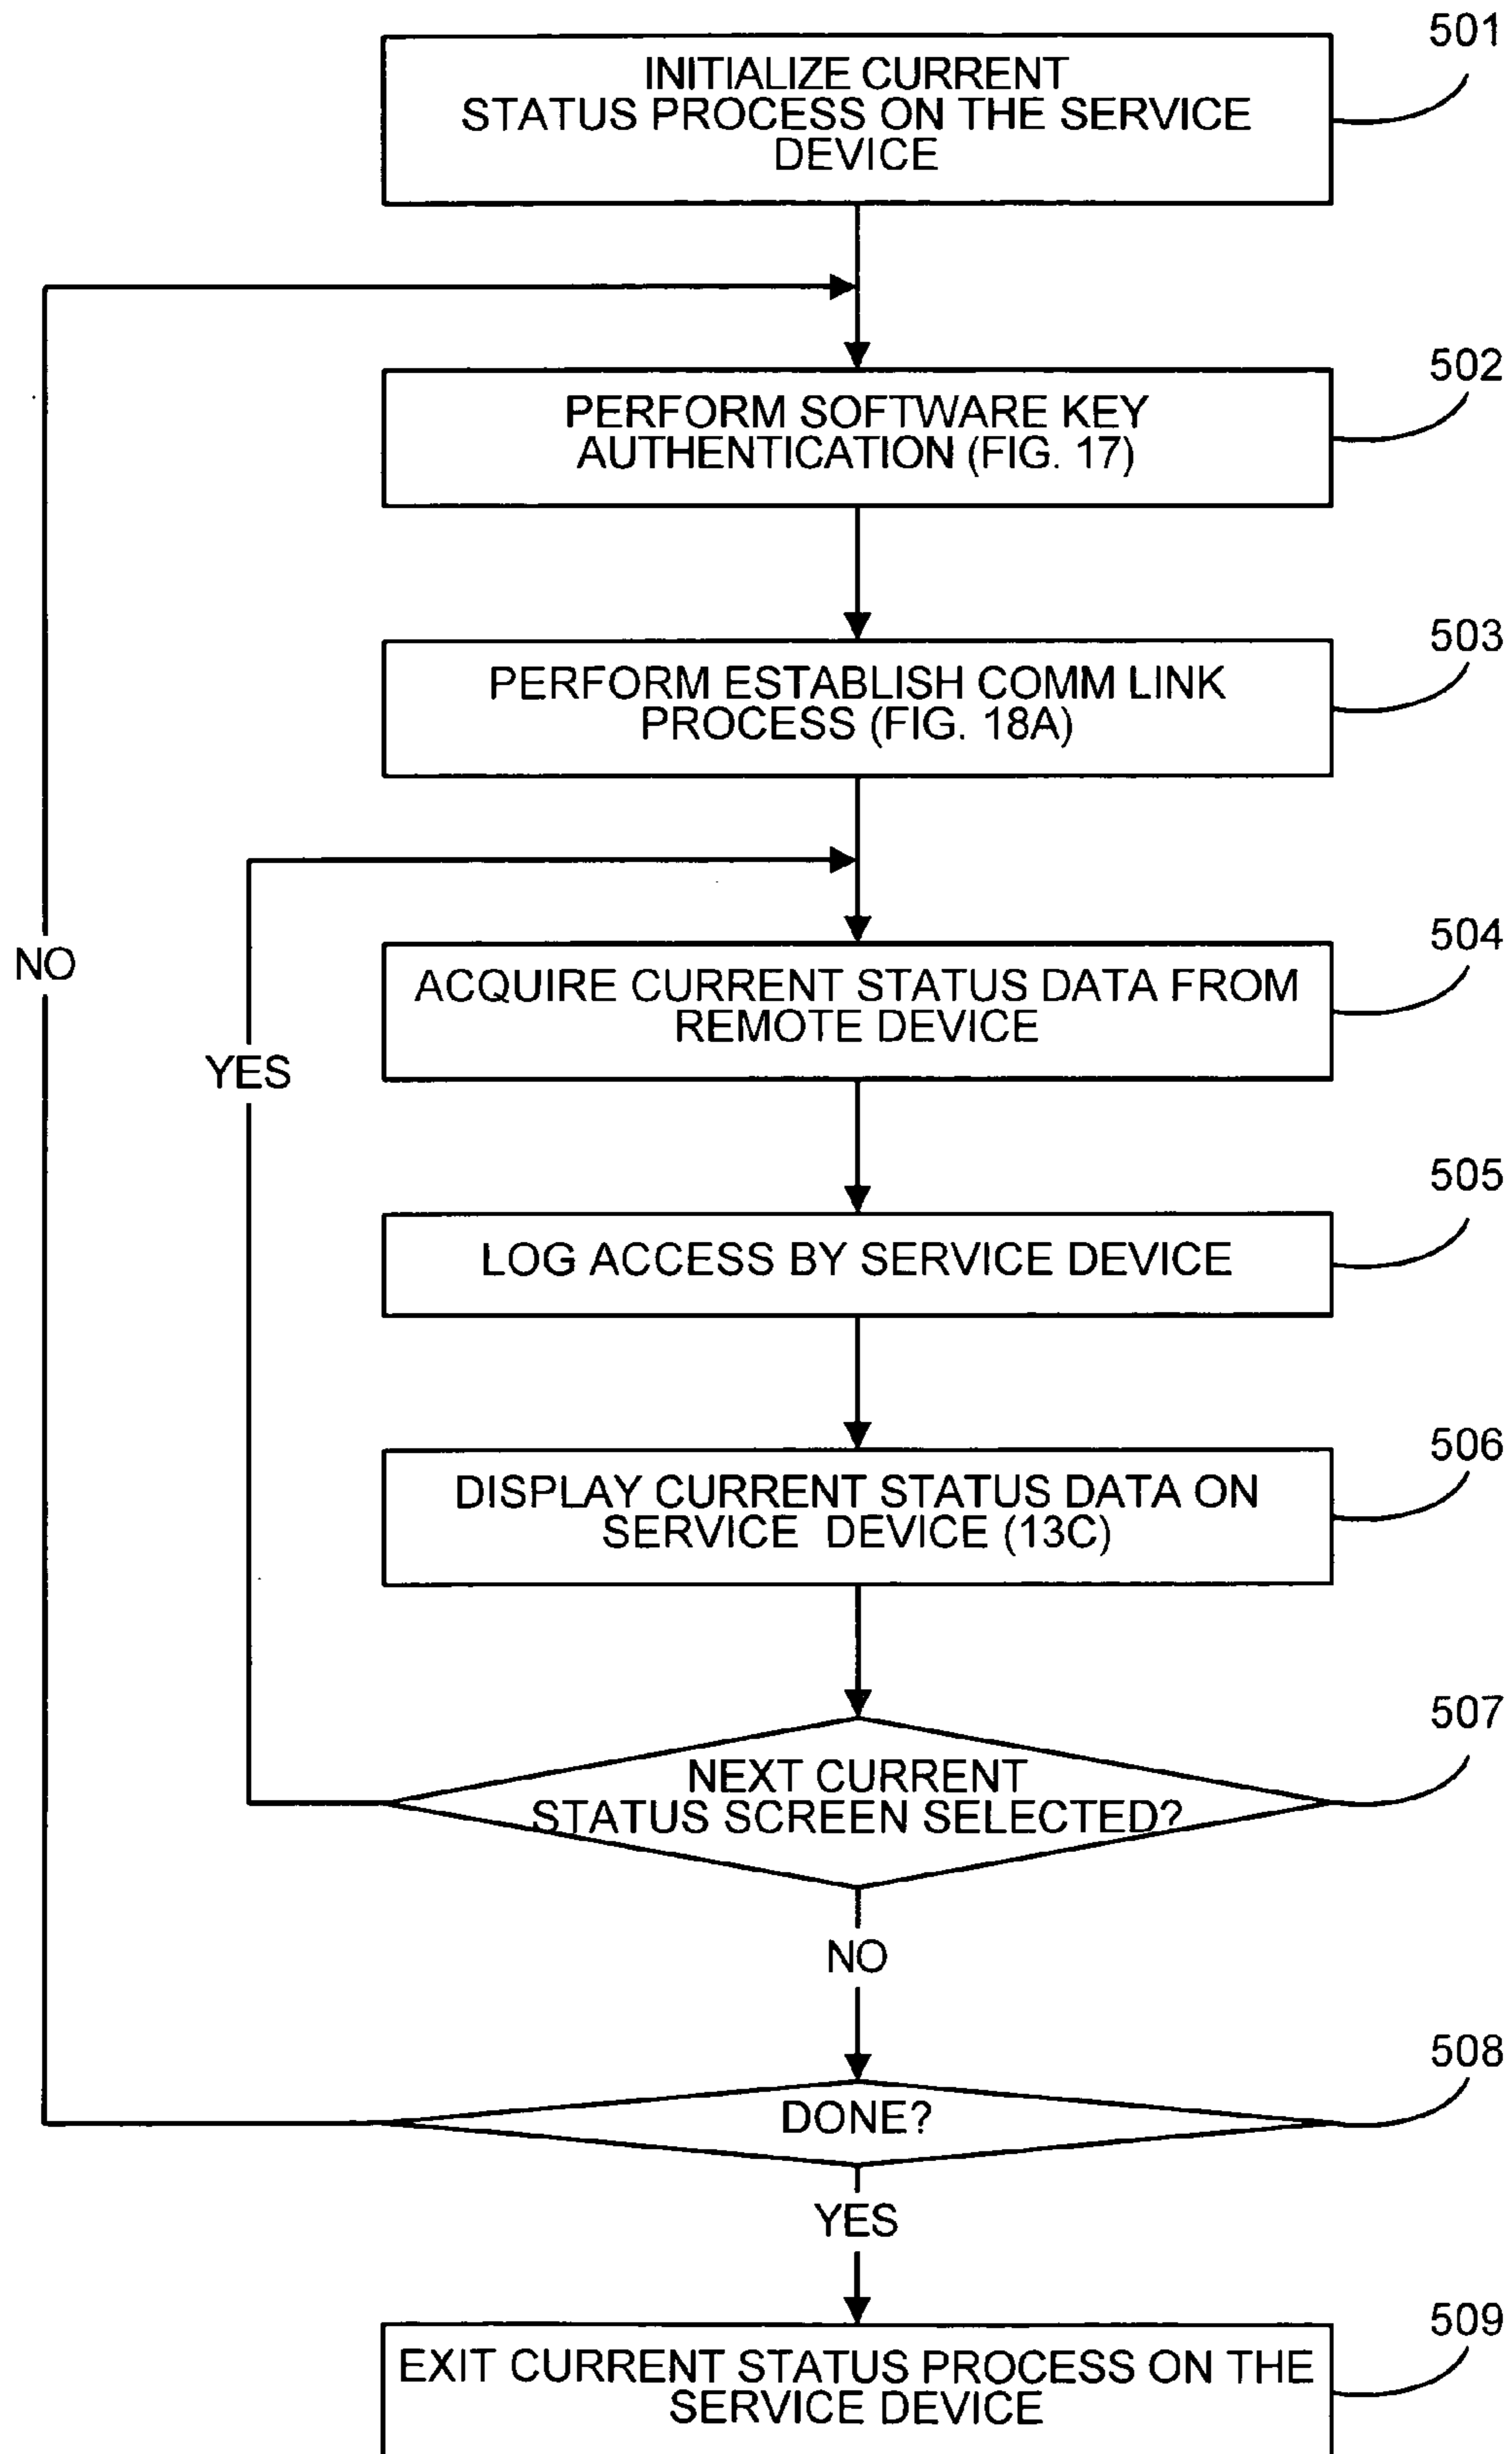 501
INITIALIZE CURRENT
STATUS PROCESS ON THE SERVICE
DEVICE
502
PERFORM SOFTWARE KEY
AUTHENTICATION (FIG. 17)
503
PERFORM ESTABLISH COMM LINK
PROCESS (FIG. 18A)
504
NO
ACQUIRE CURRENT STATUS DATA FROM
REMOTE DEVICE
YES
505
LOG ACCESS BY SERVICE DEVICE
506
DISPLAY CURRENT STATUS DATA ON
SERVICE DEVICE (13C)
507
NEXT CURRENT
STATUS SCREEN SELECTED?
NO
508
DONE?
YES
509
EXIT CURRENT STATUS PROCESS ON THE
SERVICE DEVICE